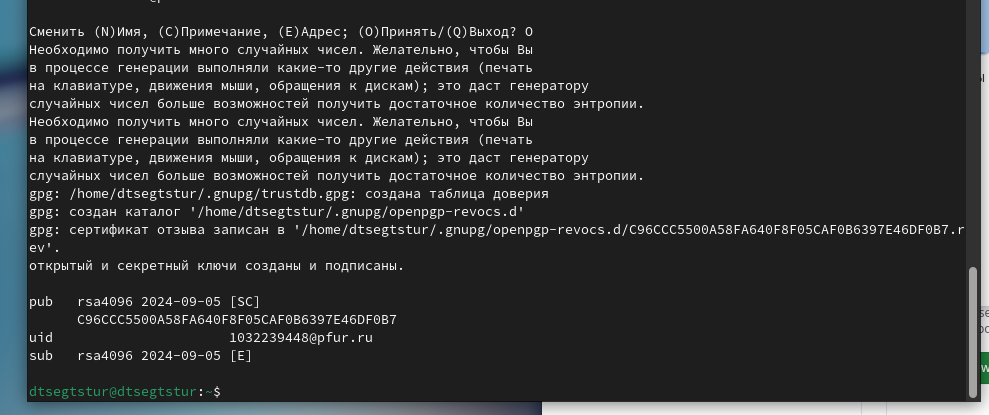 Сменить (N)Имя, (C)Примечание, (E)Адрес; (O)Принять/(Q)Выход? O
Необходимо получить много случайных чисел. Желательно, чтобы Вы
в процессе генерации выполняли какие-то другие действия (печать
на клавиатуре, движения мыши, обращения к дискам); это даст генератору
случайных чисел больше возможностей получить достаточное количество энтропии.
Необходимо получить много случайных чисел. Желательно, чтобы Вы
в процессе генерации выполняли какие-то другие действия (печать
на клавиатуре, движения мыши, обращения к дискам); это даст генератору
случайных чисел больше возможностей получить достаточное количество энтропии.
gpg: /home/dtsegtstur/.gnupg/trustdb.gpg: создана таблица доверия
gpg: создан каталог '/home/dtsegtstur/.gnupg/openpgp-revocs.d'
gpg: сертификат отзыва записан в '/home/dtsegtstur/.gnupg/openpgp-revocs.d/C96CCC5500A58FA640F8F05CAF0B6397E46DF0B7.r
ev'.
открытый и секретный ключи созданы и подписаны.
pub   rsa4096 2024-09-05 [SC]
      C96CCC5500A58FA640F8F05CAF0B6397E46DF0B7
uid                      1032239448@pfur.ru
sub   rsa4096 2024-09-05 [E]
dtsegtstur@dtsegtstur:~$